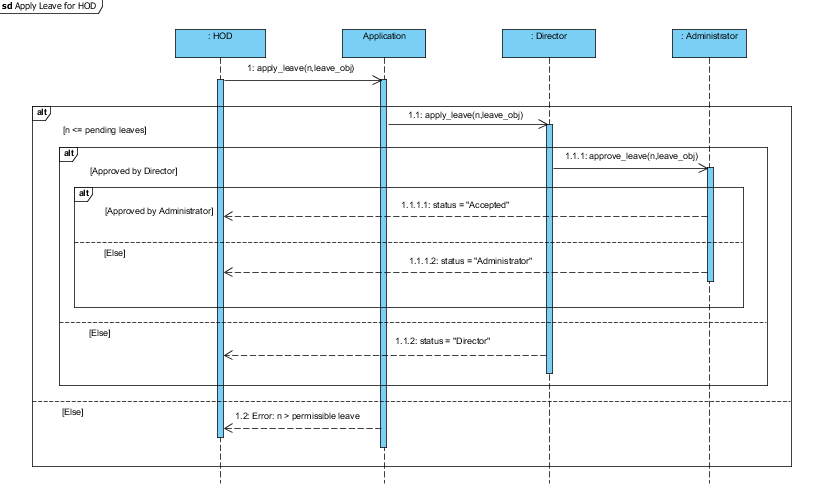 sd Apply Leave for HOD
: HOD
Application
: Director
: Administrator
1: apply_leave(n,leave_obj)
alt
1.1: apply_leave(n,leave_obj)
[n <= pending leaves]
alt
1.1.1: approve_leave(n,leave_obj)
[Approved by Director]
alt
[Approved by Administrator]
1.1.1.1: status = "Accepted"
[Else]
1.1.1.2: status = "Administrator"
[Else]
1.1.2: status = "Director"
[Else]
1.2: Error: n > permissible leave